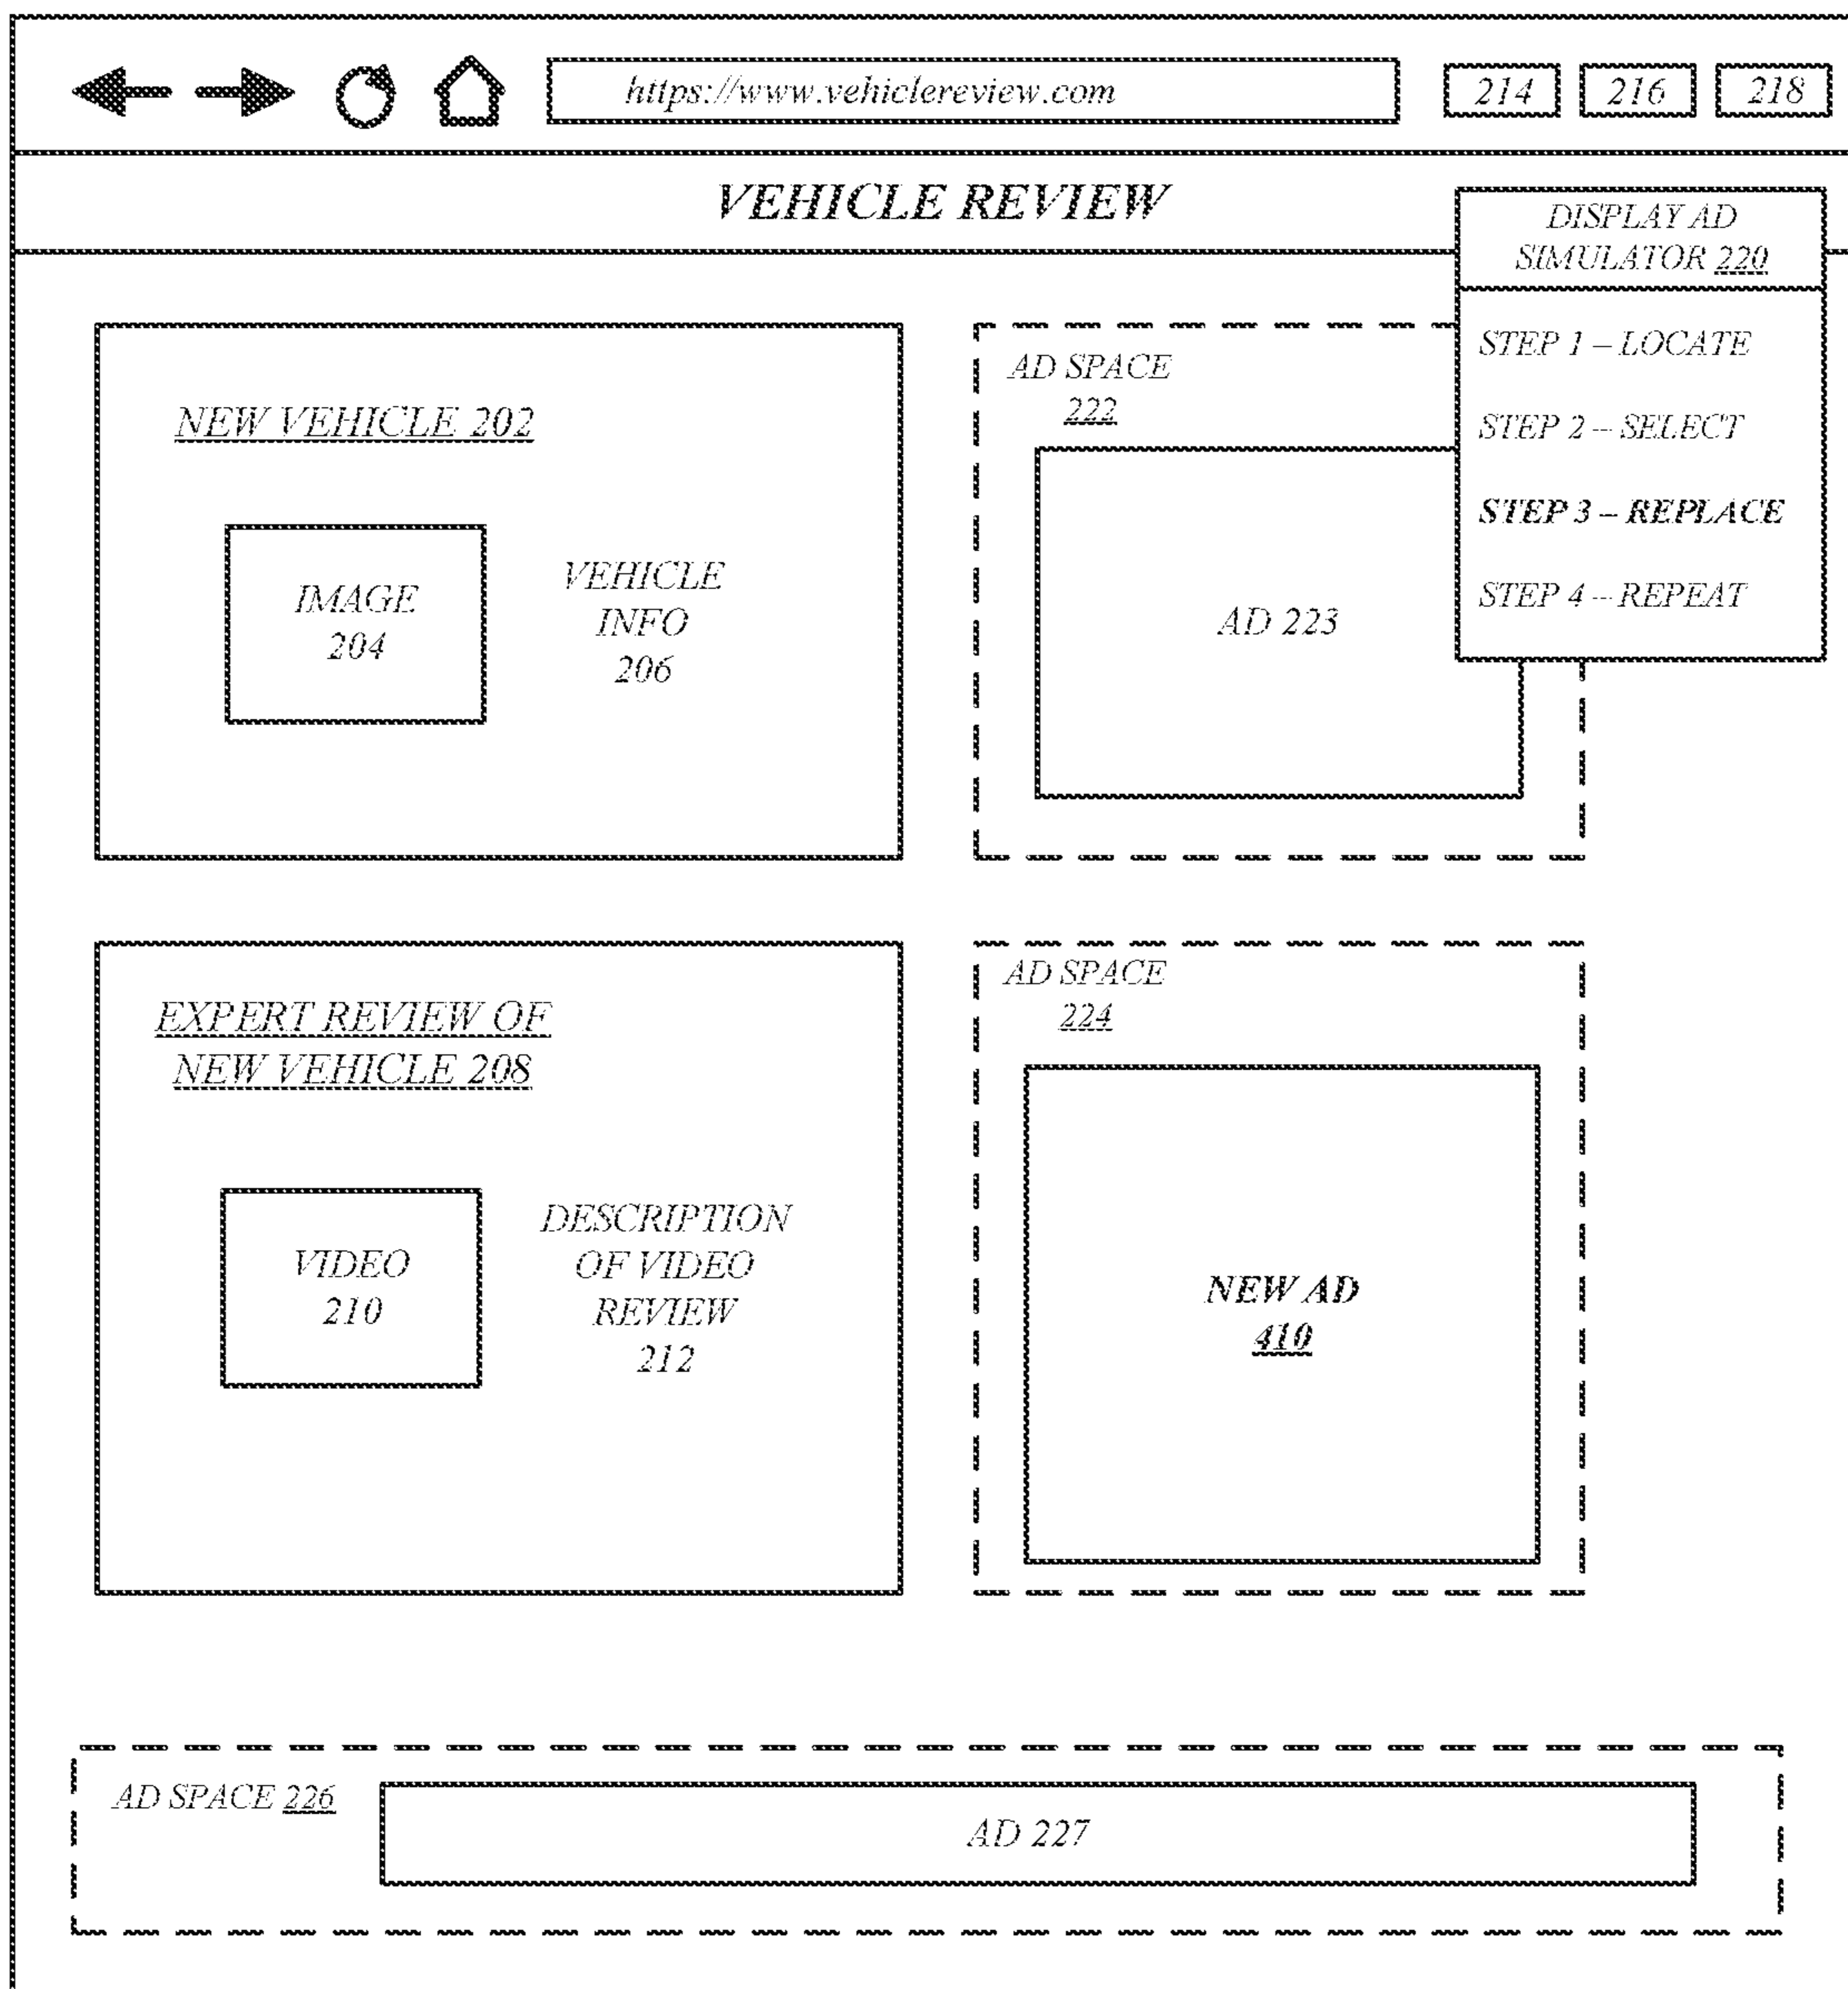 https://www.vehiclereview.com
214
216
218
VEHICLE REVIEW
DISPLAY AD
SIMULATOR 220
STEP 1 – LOCATE
STEP 2 – SELECT
STEP 3 – REPLACE
STEP 4 – REPEAT
NEW VEHICLE 202
IMAGE
204
VEHICLE
INFO
206
AD SPACE
222
AD 223
EXPERT REVIEW OF
NEW VEHICLE 208
VIDEO
210
DESCRIPTION
OF VIDEO
REVIEW
212
AD SPACE
224
NEW AD
410
AD SPACE 226
AD 227